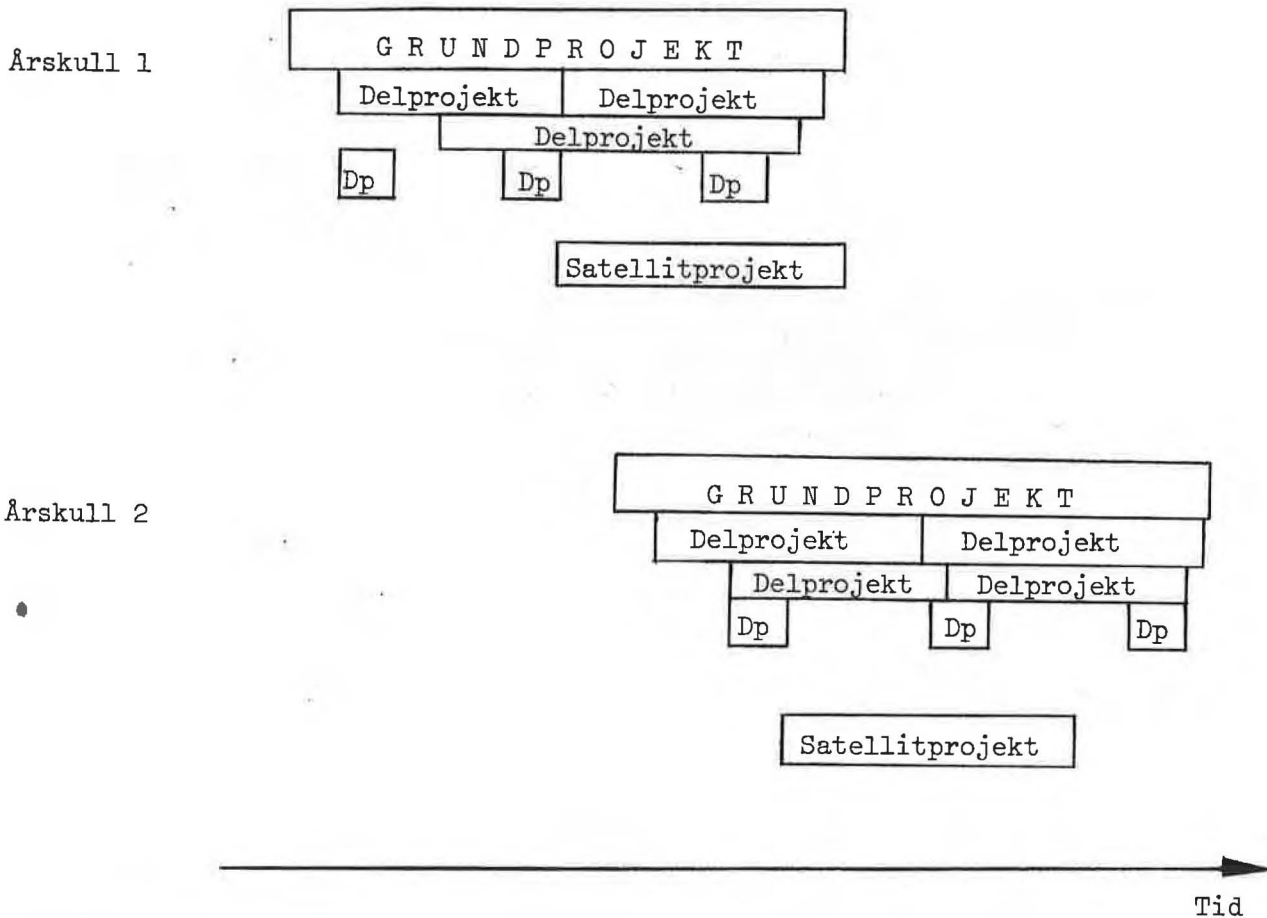 Årskull 1
G R U N D P R O J E K T
Delprojekt Delprojekt
Delprojekt
Dp Dp Dp
Satellitprojekt
Årskull 2
G R U N D P R O J E K T
Delprojekt Delprojekt
Delprojekt Delprojekt
Dp Dp Dp
Satellitprojekt
Tid